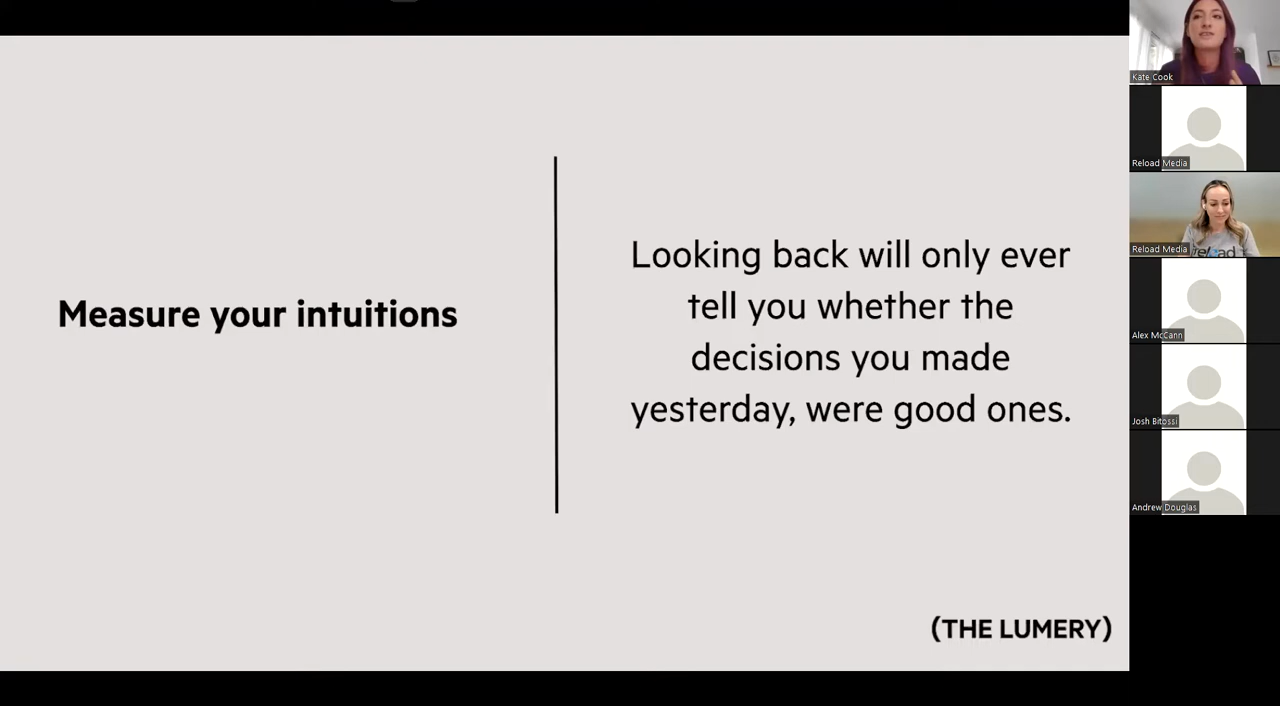 Measure your intuitions
Looking back will only ever
tell you whether the
decisions you made
yesterday, were good ones.
(THE LUMERY)
Kate Cook
Reload Media
Reload Media
Alex McCann
Josh Bitossi
Andrew Douglas